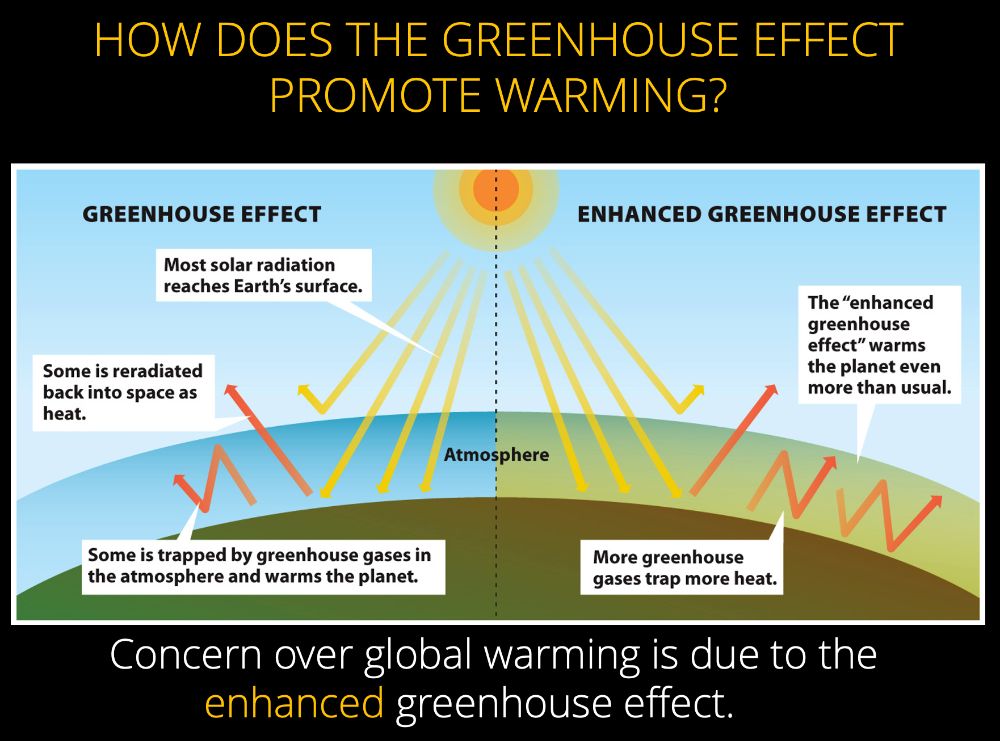 HOW DOES THE GREENHOUSE EFFECT
PROMOTE WARMING?
GREENHOUSE EFFECT
ENHANCED GREENHOUSE EFFECT
Most solar radiation
reaches Earth’s surface.
The “enhanced
greenhouse
effect” warms
the planet even
more than usual.
Some is reradiated
back into space as
heat.
Atmosphere
Some is trapped by greenhouse gases in
the atmosphere and warms the planet.
More greenhouse
gases trap more heat.
Concern over global warming is due to the
enhanced greenhouse effect.